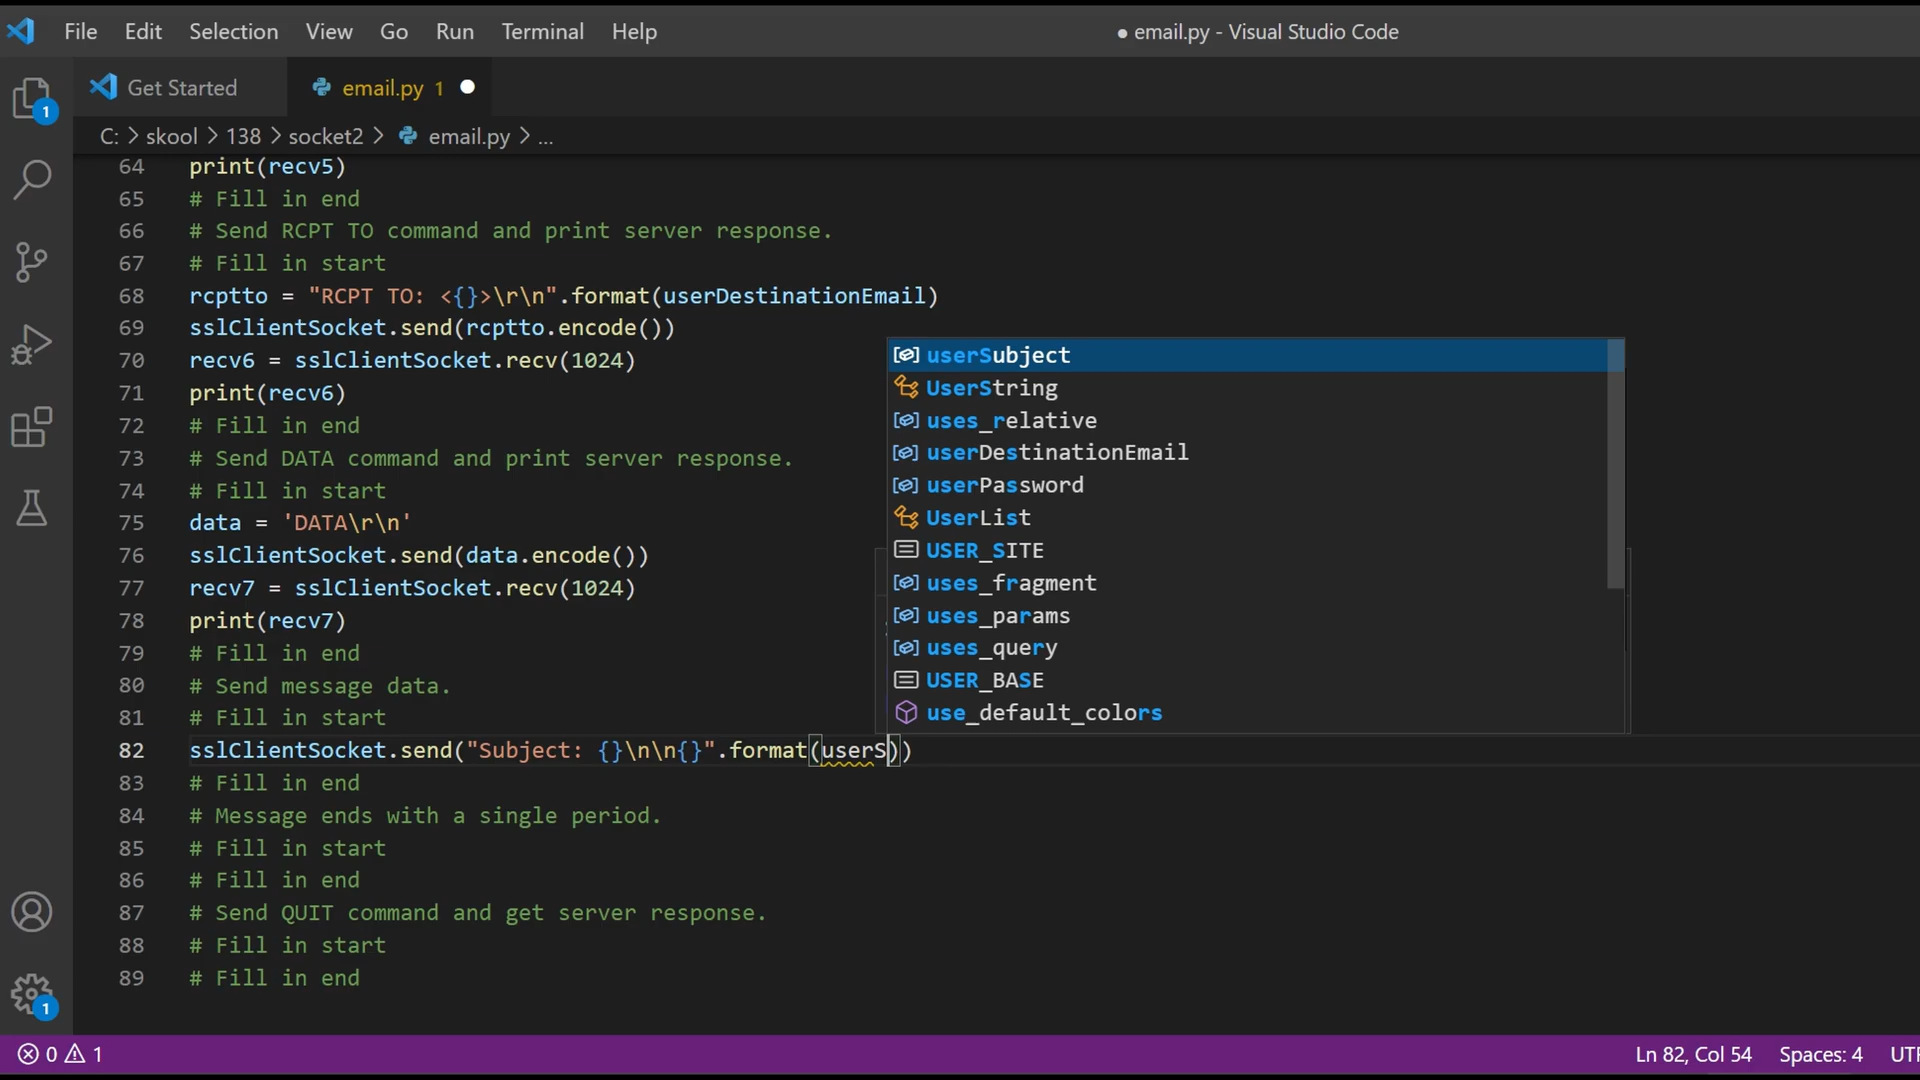 File Edit Selection View Go Run Terminal Help ● email.py - Visual Studio Code
Get Started email.py 1 ●
C: > skool > 138 > socket2 > email.py > ...
64 print(recv5)
65 # Fill in end
66 # Send RCPT TO command and print server response.
67 # Fill in start
68 rcptto = "RCPT TO: <{}>\r\n".format(userDestinationEmail)
69 sslClientSocket.send(rcptto.encode())
70 recv6 = sslClientSocket.recv(1024)
71 print(recv6)
72 # Fill in end
73 # Send DATA command and print server response.
74 # Fill in start
75 data = 'DATA\r\n'
76 sslClientSocket.send(data.encode())
77 recv7 = sslClientSocket.recv(1024)
78 print(recv7)
79 # Fill in end
80 # Send message data.
81 # Fill in start
82 sslClientSocket.send("Subject: {}\n\n{}".format(userS))
83 # Fill in end
84 # Message ends with a single period.
85 # Fill in start
86 # Fill in end
87 # Send QUIT command and get server response.
88 # Fill in start
89 # Fill in end
userSubject
UserString
uses_relative
userDestinationEmail
userPassword
UserList
USER_SITE
uses_fragment
uses_params
uses_query
USER_BASE
use_default_colors
1
1
0 1 Ln 82, Col 54 Spaces: 4 UTF